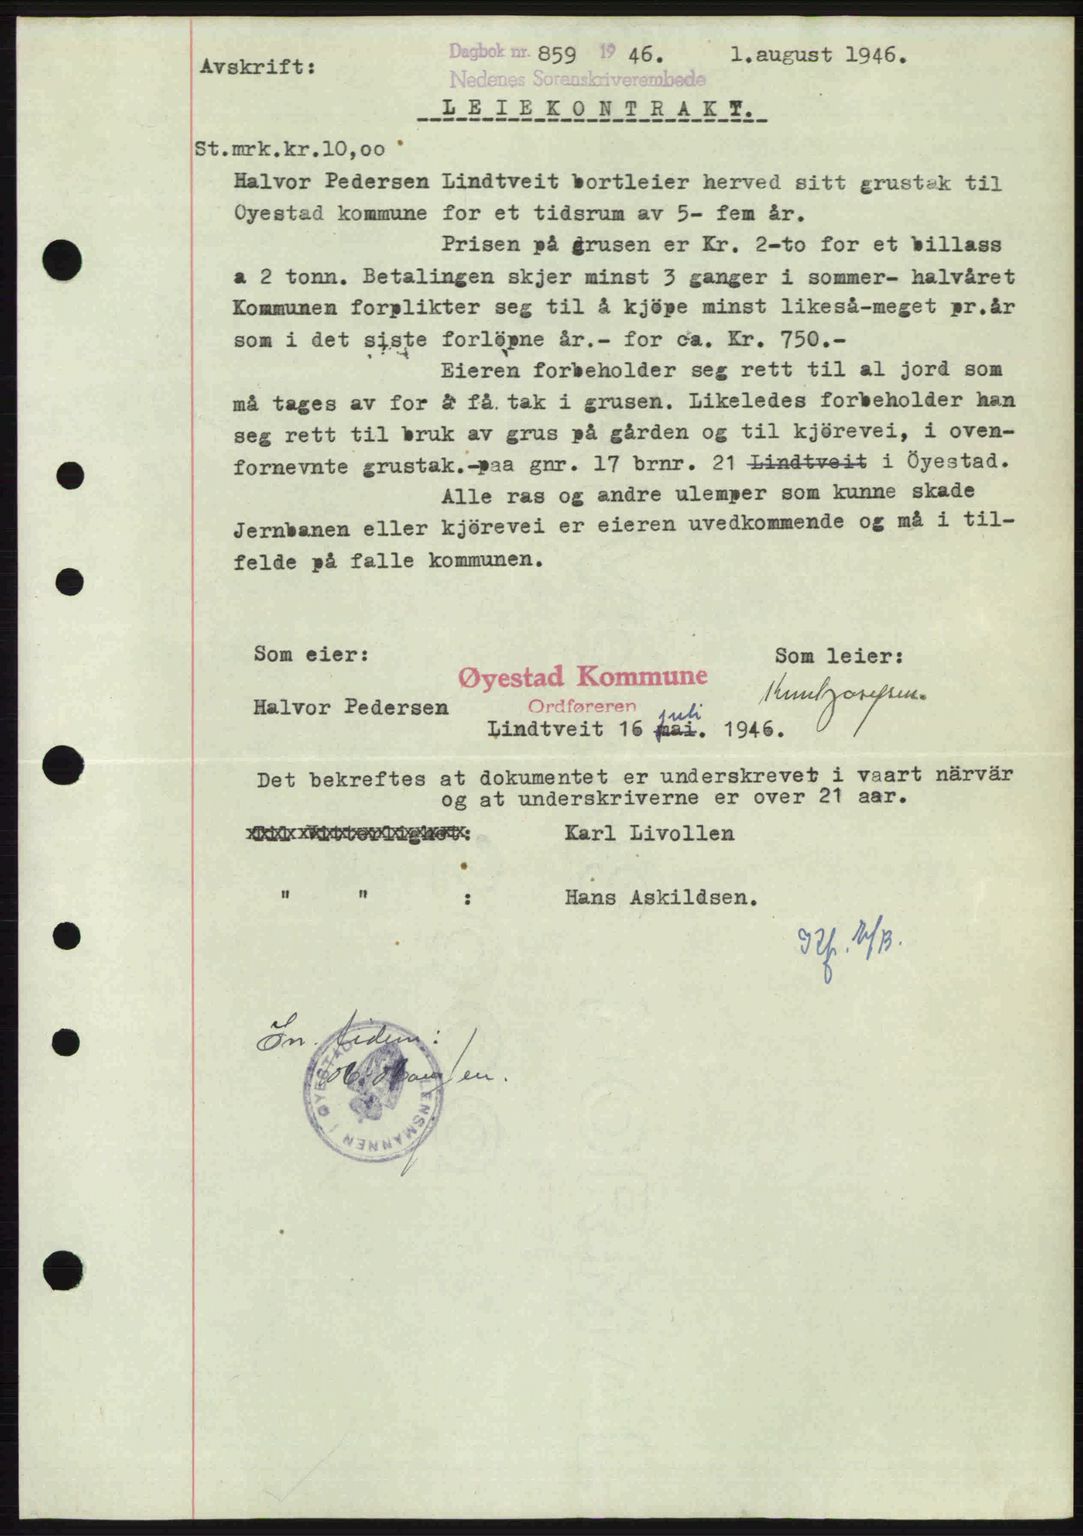 Avskrift:
Dagbok nr. 859 19 46. 1.august 1946.
Nedenes Sorenskriverembede
LEIEKONTRAKT.
St.mrk.kr.10,oo
Halvor Pedersen Lindtveit bortleier herved sitt grustak til
Oyestad kommune for et tidsrum av 5- fem år.
Prisen på grusen er Kr. 2-to for et billass
a 2 tonn. Betalingen skjer minst 3 ganger i sommer- halvåret
Kommunen forplikter seg til å kjöpe minst likeså-meget pr.år
som i det siste forlöpne år.- for ca. Kr. 750.-
Eieren forbeholder seg rett til al jord som
må tages av for å få tak i grusen. Likeledes forbeholder han
seg rett til bruk av grus på gården og til kjörevei, i oven-
fornevnte grustak.-paa gnr. 17 brnr. 21 Lindtveit i Öyestad.
Alle ras og andre ulemper som kunne skade
Jernbanen eller kjörevei er eieren uvedkommende og må i til-
felde på falle kommunen.
Som eier: Som leier:
Øyestad Kommune
Ordføreren
Halvor Pedersen
juli
Lindtveit 16 mai. 1946.
Det bekreftes at dokumentet er underskrevet i vaart närvär
og at underskriverne er over 21 aar.
Til Vitterlighet: Karl Livollen
" " : Hans Askildsen.
LENSMANNEN I ØYESTAD